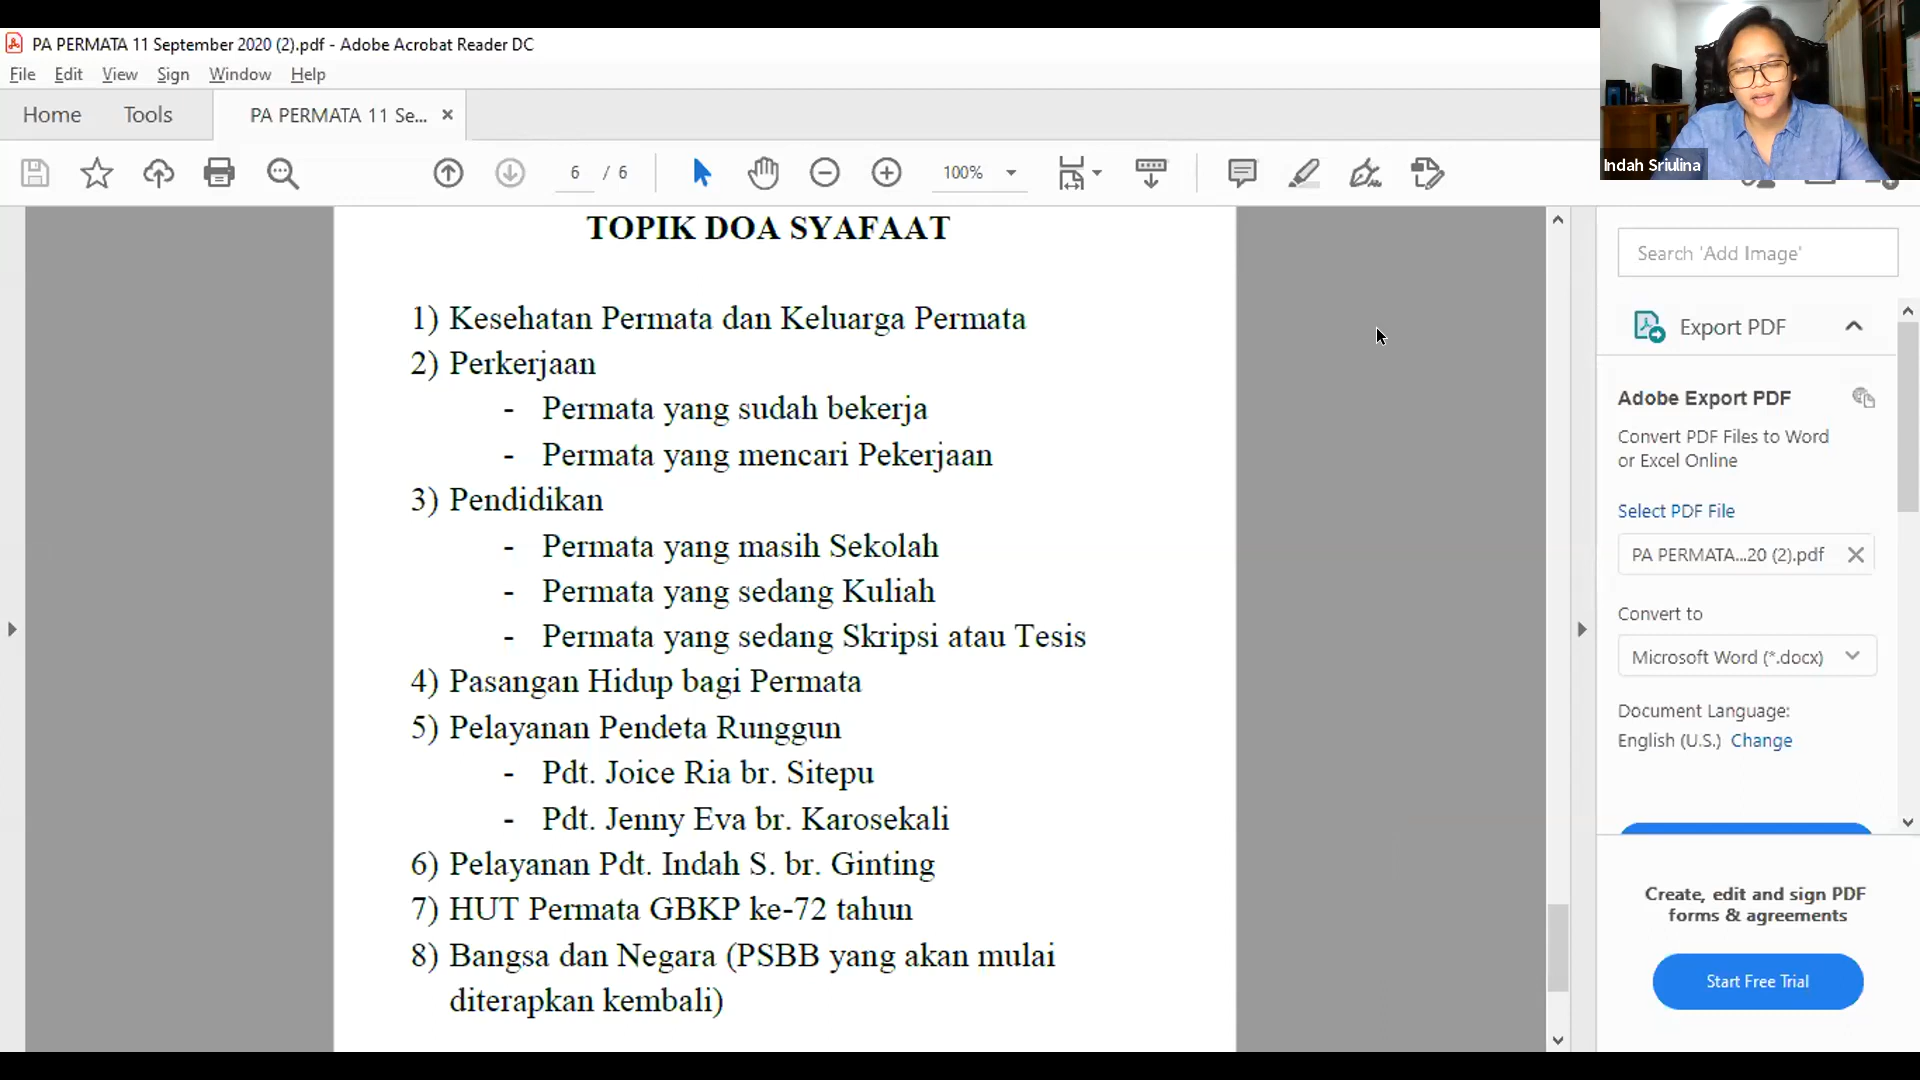 PA PERMATA 11 September 2020 (2).pdf - Adobe Acrobat Reader DC
File Edit View Sign Window Help
Home Tools PA PERMATA 11 Se... ×
6 / 6 100%
Indah Sriulina
TOPIK DOA SYAFAAT
1) Kesehatan Permata dan Keluarga Permata
2) Perkerjaan
- Permata yang sudah bekerja
- Permata yang mencari Pekerjaan
3) Pendidikan
- Permata yang masih Sekolah
- Permata yang sedang Kuliah
- Permata yang sedang Skripsi atau Tesis
4) Pasangan Hidup bagi Permata
5) Pelayanan Pendeta Runggun
- Pdt. Joice Ria br. Sitepu
- Pdt. Jenny Eva br. Karosekali
6) Pelayanan Pdt. Indah S. br. Ginting
7) HUT Permata GBKP ke-72 tahun
8) Bangsa dan Negara (PSBB yang akan mulai
diterapkan kembali)
Search 'Add Image'
Export PDF
Adobe Export PDF
Convert PDF Files to Word
or Excel Online
Select PDF File
PA PERMATA...20 (2).pdf
Convert to
Microsoft Word (*.docx)
Document Language:
English (U.S.) Change
Create, edit and sign PDF
forms & agreements
Start Free Trial